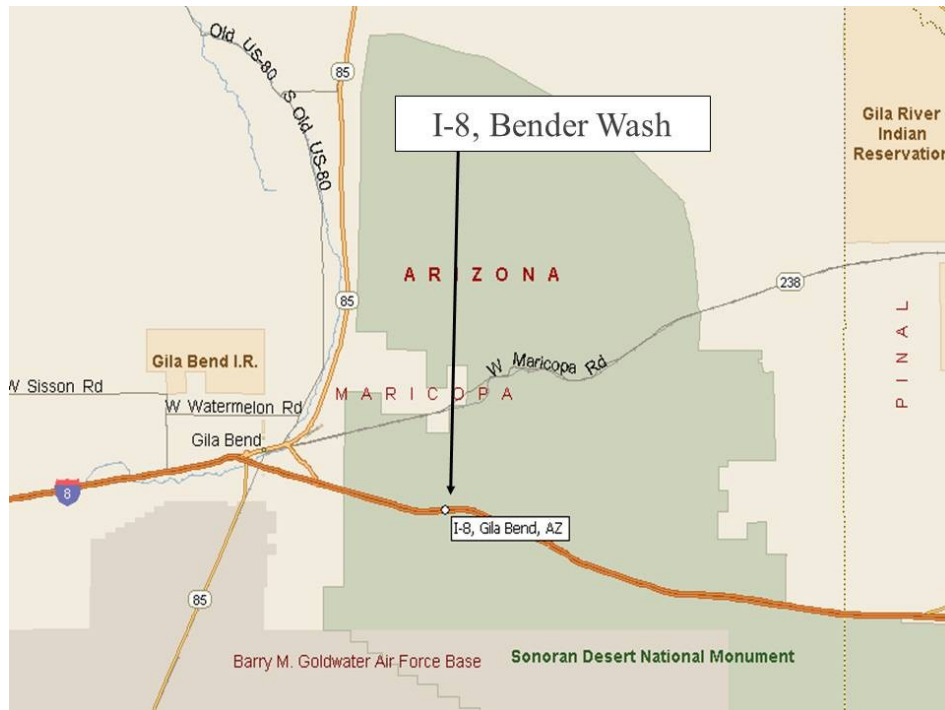 Old US-80
S Old US-80
85
I-8, Bender Wash
Gila River
Indian
Reservation
ARIZONA
85
238
W Maricopa Rd
PINAL
Gila Bend I.R.
W Sisson Rd
MARICOPA
W Watermelon Rd
Gila Bend
8
I-8, Gila Bend, AZ
85
Barry M. Goldwater Air Force Base
Sonoran Desert National Monument